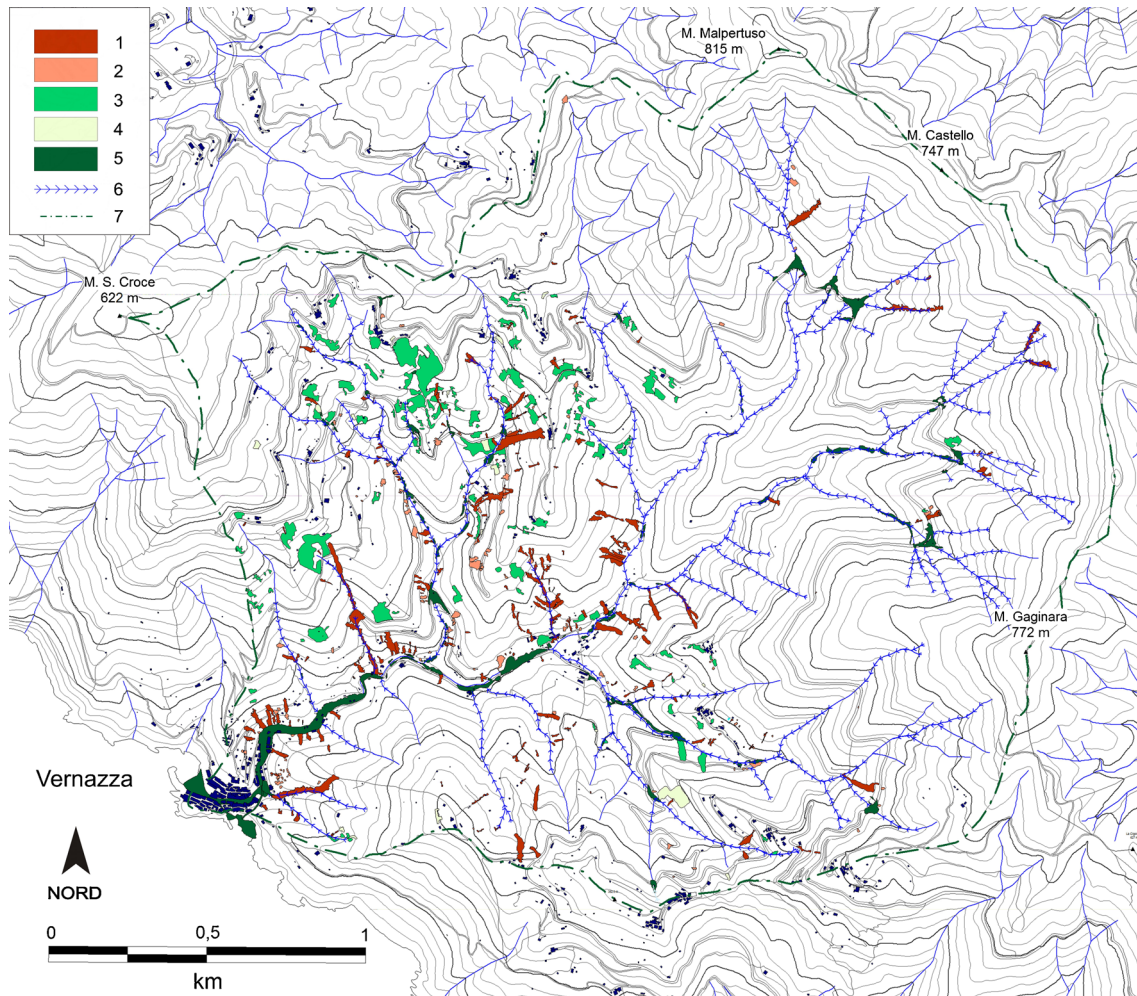 1
2
3
4
5
6
7
M. Malpertuso
815 m
M. Castello
747 m
M. S. Croce
622 m
M. Gaginara
772 m
Vernazza
NORD
0 0,5 1
km